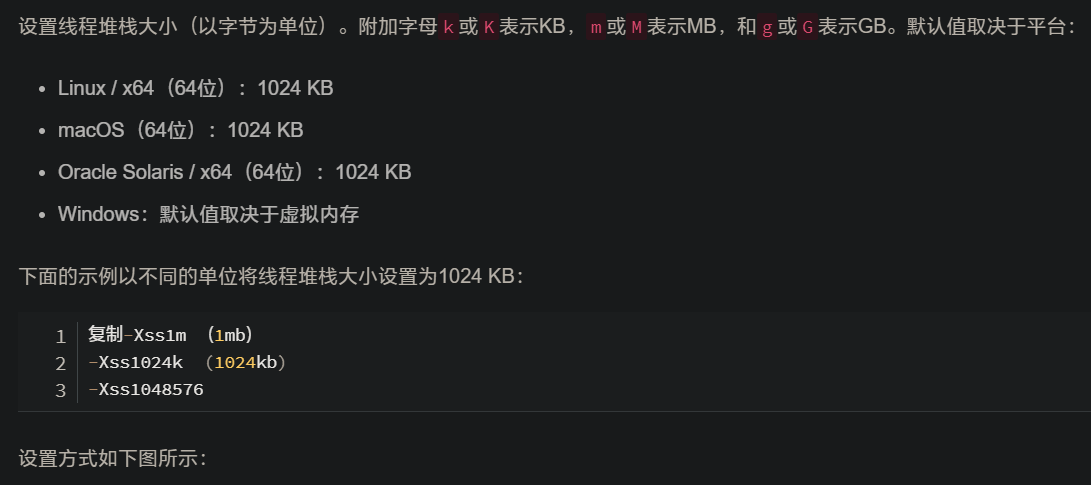 设置线程堆栈大小（以字节为单位）。附加字母 k 或 K 表示KB， m 或 M 表示MB，和 g 或 G 表示GB。默认值取决于平台：
• Linux / x64（64位）：1024 KB
• macOS（64位）：1024 KB
• Oracle Solaris / x64（64位）：1024 KB
• Windows：默认值取决于虚拟内存
下面的示例以不同的单位将线程堆栈大小设置为1024 KB：
1 复制-Xss1m （1mb）
2 -Xss1024k （1024kb）
3 -Xss1048576
设置方式如下图所示：